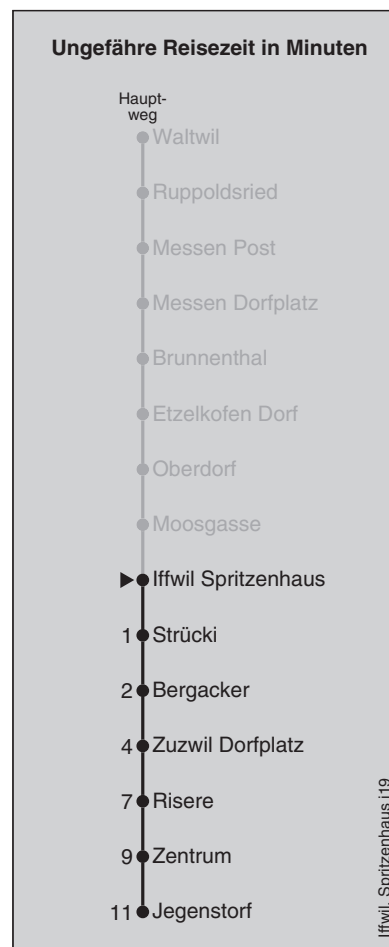 Ungefähre Reisezeit in Minuten
Haupt-
weg
Waltwil
Ruppoldsried
Messen Post
Messen Dorfplatz
Brunnenthal
Etzelkofen Dorf
Oberdorf
Moosgasse
Iffwil Spritzenhaus
1 Strücki
2 Bergacker
4 Zuzwil Dorfplatz
7 Risere
9 Zentrum
11 Jegenstorf
Iffwil, Spritzenhaus j19